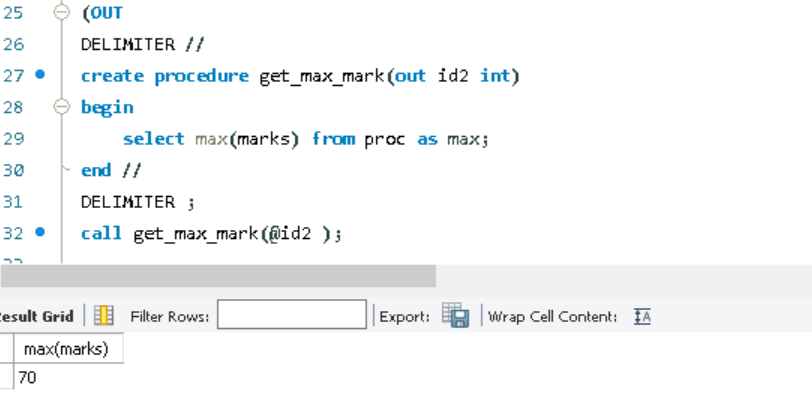 25 (OUT
26 DELIMITER //
27 create procedure get_max_mark(out id2 int)
28 begin
29 select max(marks) from proc as max;
30 end //
31 DELIMITER ;
32 call get_max_mark(@id2 );
esult Grid Filter Rows: Export: Wrap Cell Content: IA
max(marks)
70